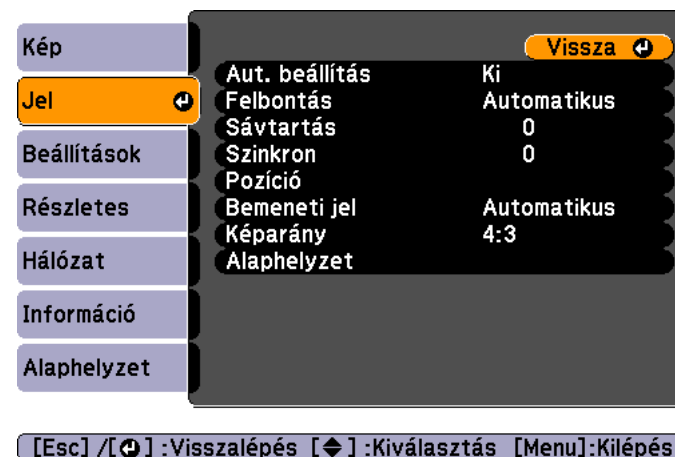 Kép
Jel
Beállítások
Részletes
Hálózat
Információ
Alaphelyzet
Vissza
Aut. beállítás Ki
Felbontás Automatikus
Sávtartás 0
Szinkron 0
Pozíció
Bemeneti jel Automatikus
Képarány 4:3
Alaphelyzet
[Esc] /[⏎] :Visszalépés [◆] :Kiválasztás [Menu]:Kilépés